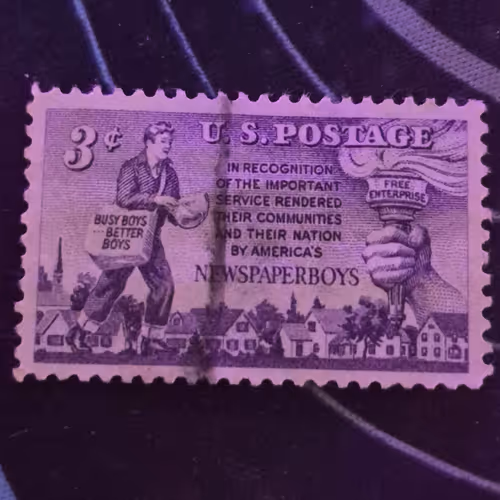 3¢ U.S. POSTAGE
IN RECOGNITION
OF THE IMPORTANT
SERVICE RENDERED
THEIR COMMUNITIES
AND THEIR NATION
BY AMERICA'S
NEWSPAPERBOYS
BUSY BOYS
...BETTER
BOYS
FREE
ENTERPRISE